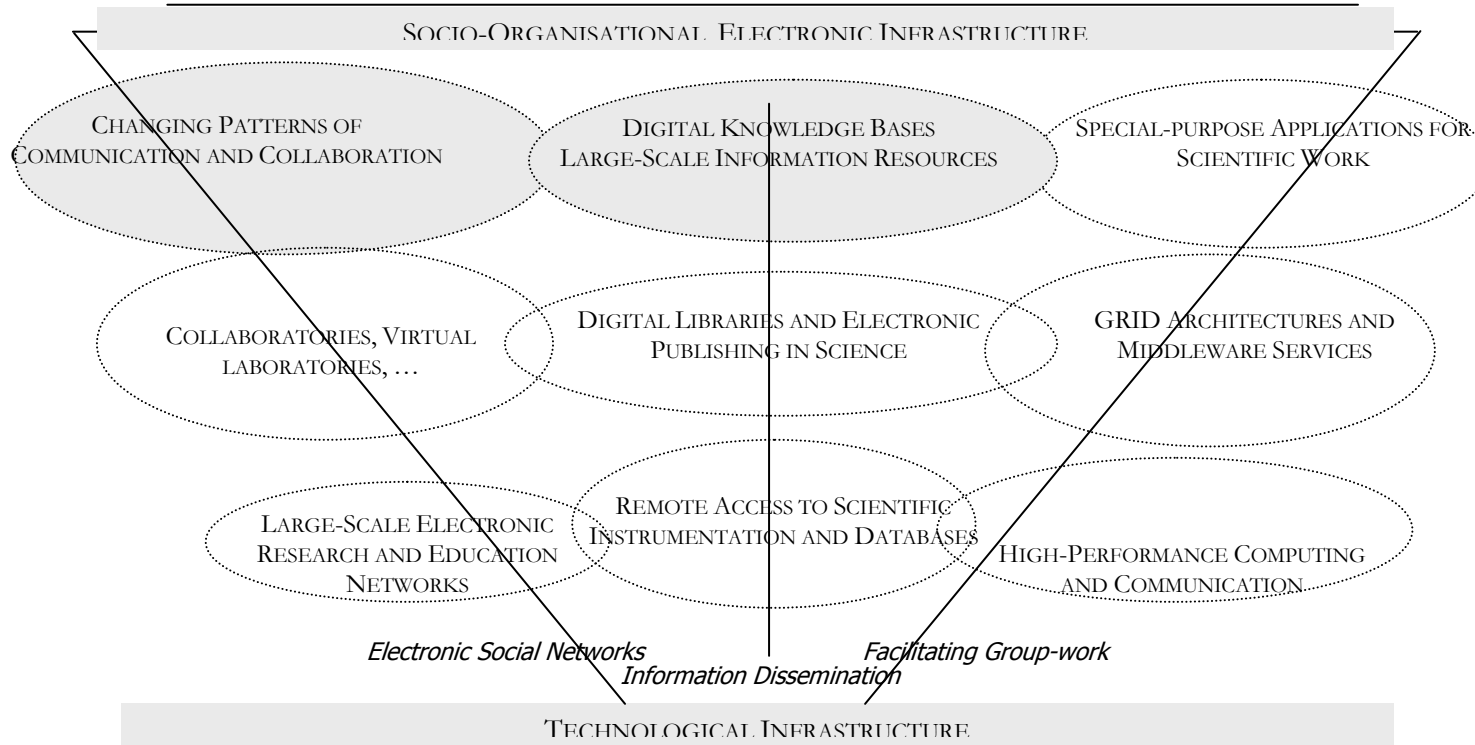 SOCIO-ORGANISATIONAL ELECTRONIC INFRASTRUCTURE
CHANGING PATTERNS OF
COMMUNICATION AND COLLABORATION
DIGITAL KNOWLEDGE BASES
LARGE-SCALE INFORMATION RESOURCES
SPECIAL-PURPOSE APPLICATIONS FOR
SCIENTIFIC WORK
COLLABORATORIES, VIRTUAL
LABORATORIES, …
DIGITAL LIBRARIES AND ELECTRONIC
PUBLISHING IN SCIENCE
GRID ARCHITECTURES AND
MIDDLEWARE SERVICES
LARGE-SCALE ELECTRONIC
RESEARCH AND EDUCATION
NETWORKS
REMOTE ACCESS TO SCIENTIFIC
INSTRUMENTATION AND DATABASES
HIGH-PERFORMANCE COMPUTING
AND COMMUNICATION
Electronic Social Networks
Information Dissemination
Facilitating Group-work
TECHNOLOGICAL INFRASTRUCTURE